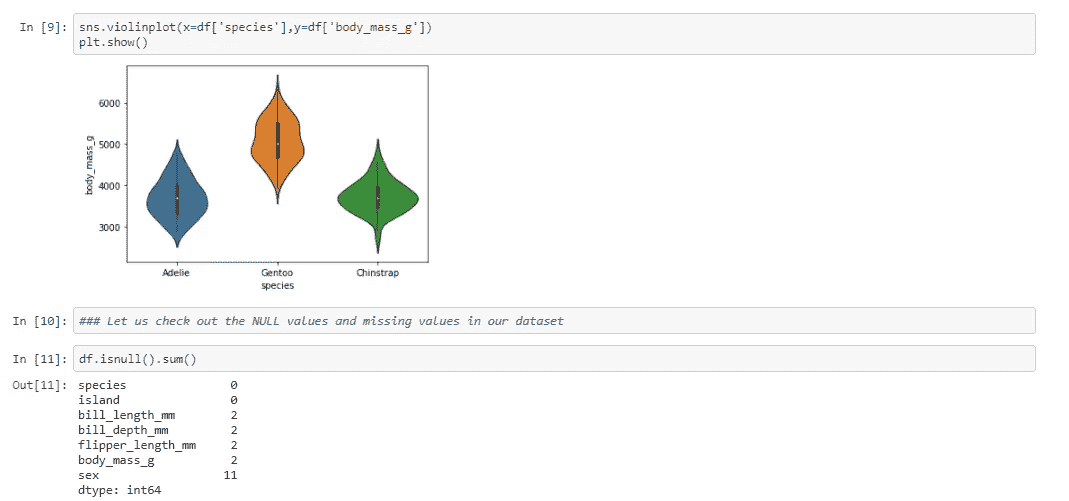 In [9]: sns.violinplot(x=df['species'],y=df['body_mass_g'])
plt.show()
6000
5000
4000
3000
body_mass_g
Adelie Gentoo Chinstrap
species
In [10]: ### Let us check out the NULL values and missing values in our dataset
In [11]: df.isnull().sum()
Out[11]: species 0
island 0
bill_length_mm 2
bill_depth_mm 2
flipper_length_mm 2
body_mass_g 2
sex 11
dtype: int64